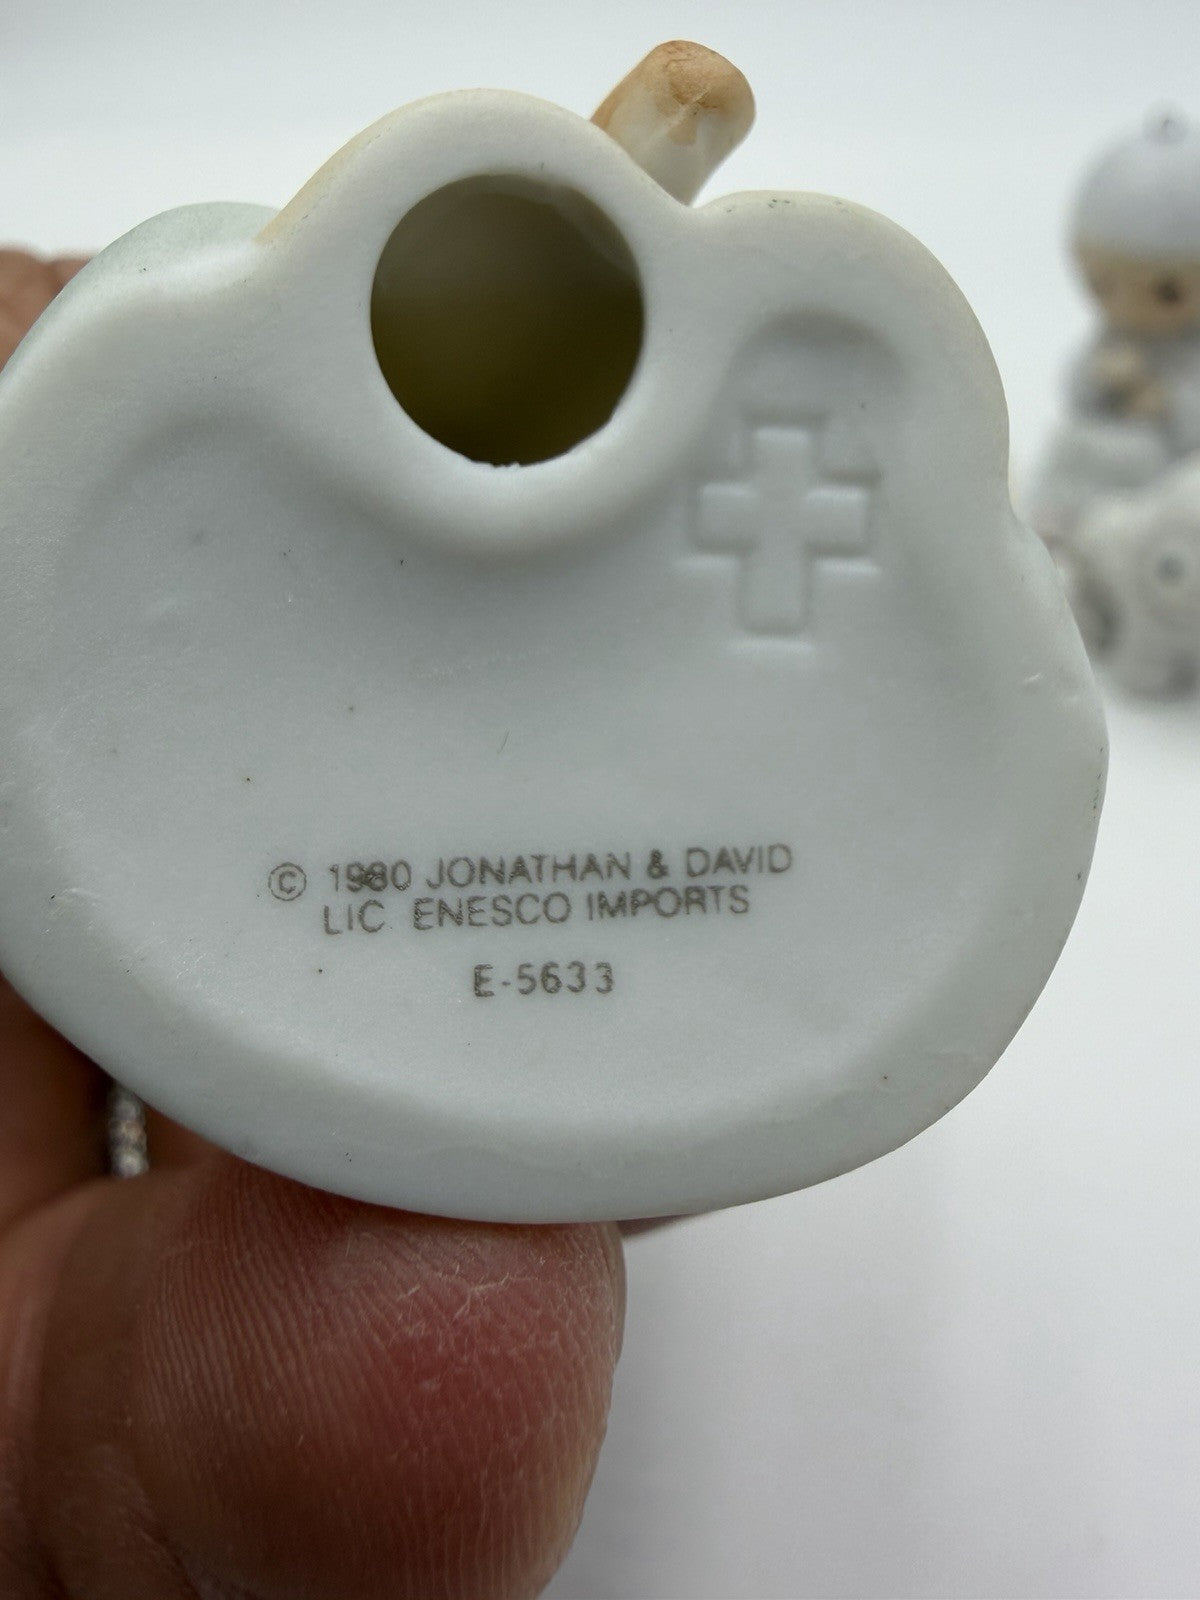 © 1980 JONATHAN & DAVID
LIC. ENESCO IMPORTS
E-5633